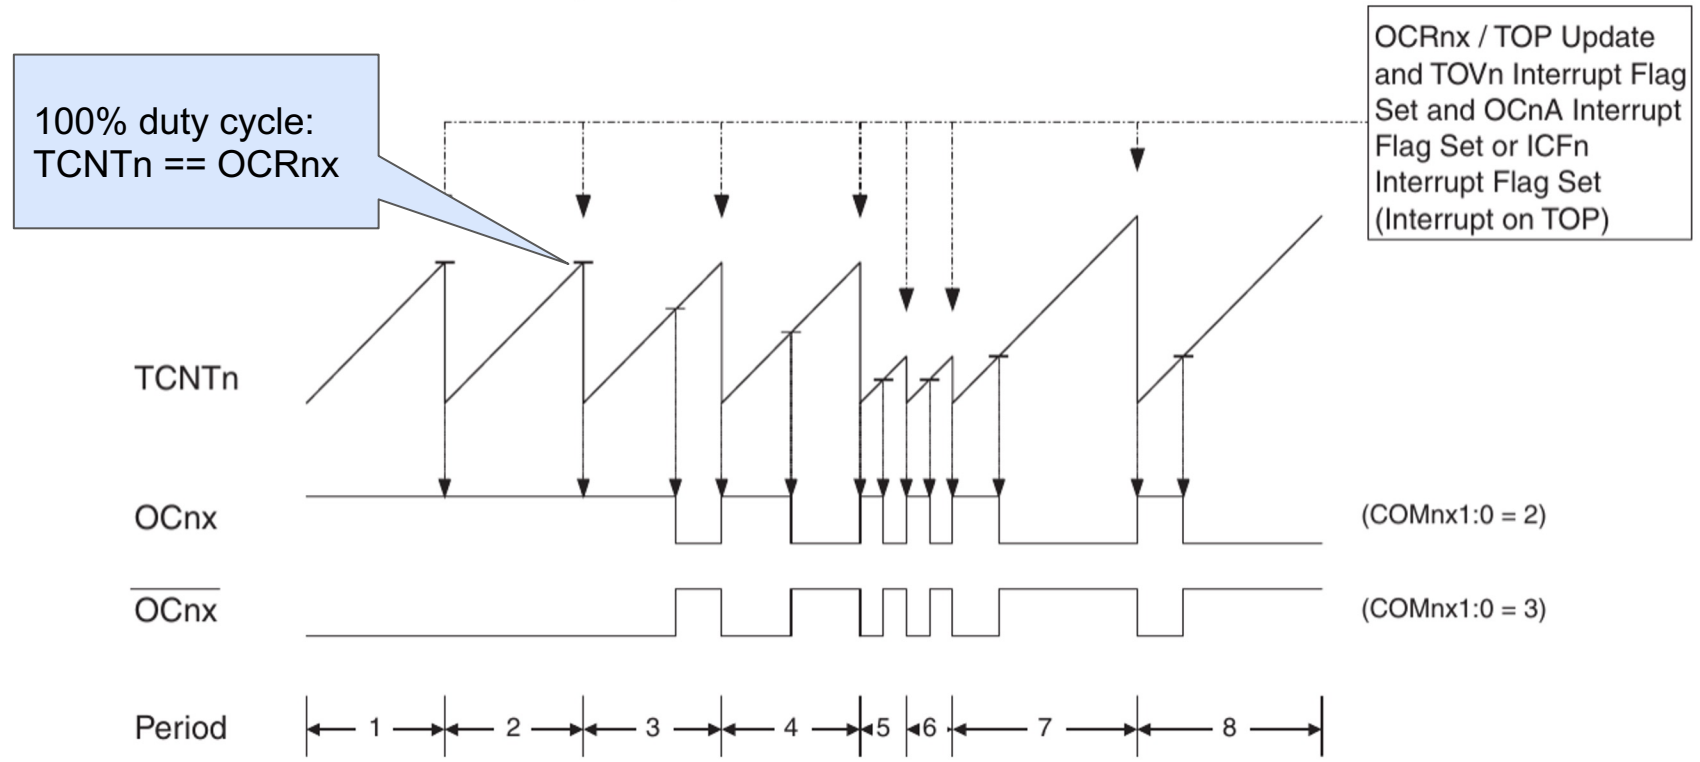 100% duty cycle:
TCNTn == OCRnx
OCRnx / TOP Update
and TOVn Interrupt Flag
Set and OCnA Interrupt
Flag Set or ICFn
Interrupt Flag Set
(Interrupt on TOP)
TCNTn
OCnx
(COMnx1:0 = 2)
OCnx
(COMnx1:0 = 3)
Period
1 2 3 4 5 6 7 8